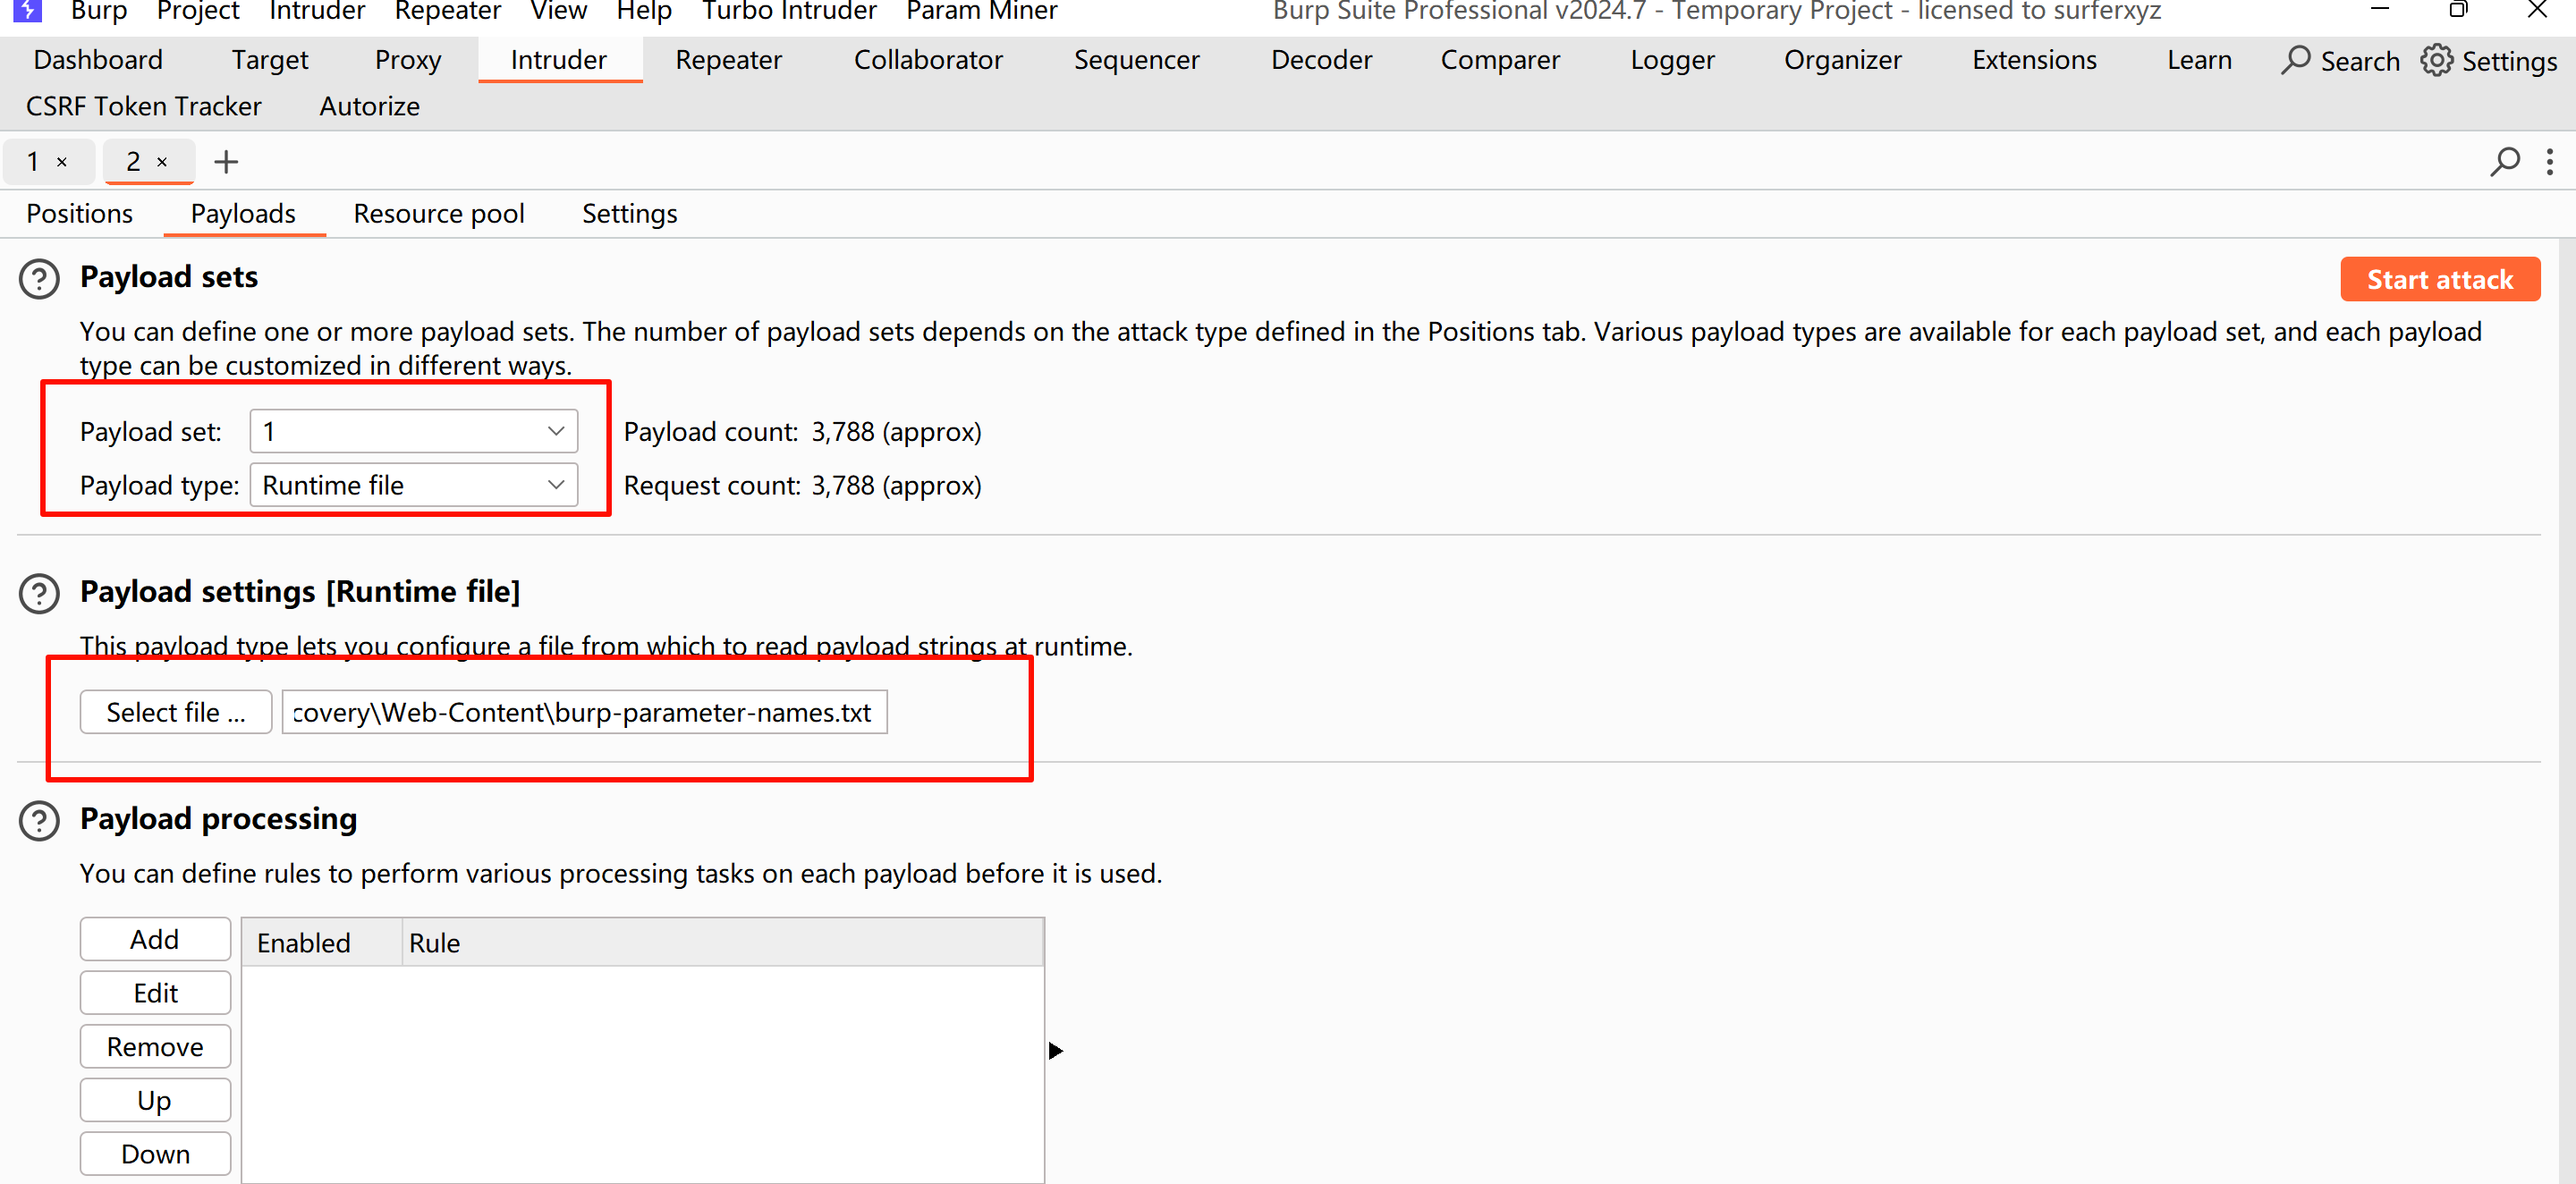 Burp Project Intruder Repeater View Help Turbo Intruder Param Miner Burp Suite Professional v2024.7 - Temporary Project - licensed to surferxyz
Dashboard Target Proxy Intruder Repeater Collaborator Sequencer Decoder Comparer Logger Organizer Extensions Learn Search Settings
CSRF Token Tracker Autorize
1 × 2 × +
Positions Payloads Resource pool Settings
? Payload sets Start attack
You can define one or more payload sets. The number of payload sets depends on the attack type defined in the Positions tab. Various payload types are available for each payload set, and each payload
type can be customized in different ways.
Payload set: 1 Payload count: 3,788 (approx)
Payload type: Runtime file Request count: 3,788 (approx)
? Payload settings [Runtime file]
This payload type lets you configure a file from which to read payload strings at runtime.
Select file ... covery\Web-Content\burp-parameter-names.txt
? Payload processing
You can define rules to perform various processing tasks on each payload before it is used.
Add Enabled Rule
Edit
Remove
Up
Down